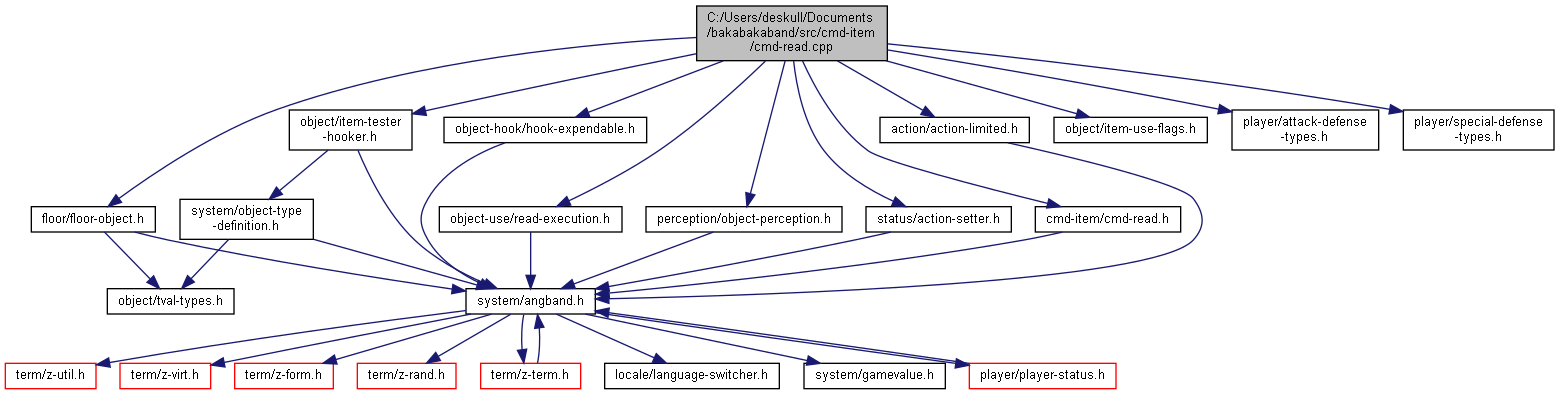 C:/Users/deskull/Documents
/bakabakaband/src/cmd-item
/cmd-read.cpp
object/item-tester
-hooker.h
object-hook/hook-expendable.h
action/action-limited.h
object/item-use-flags.h
player/attack-defense
-types.h
player/special-defense
-types.h
floor/floor-object.h
system/object-type
-definition.h
object-use/read-execution.h
perception/object-perception.h
status/action-setter.h
cmd-item/cmd-read.h
object/tval-types.h
system/angband.h
term/z-util.h
term/z-virt.h
term/z-form.h
term/z-rand.h
term/z-term.h
locale/language-switcher.h
system/gamevalue.h
player/player-status.h